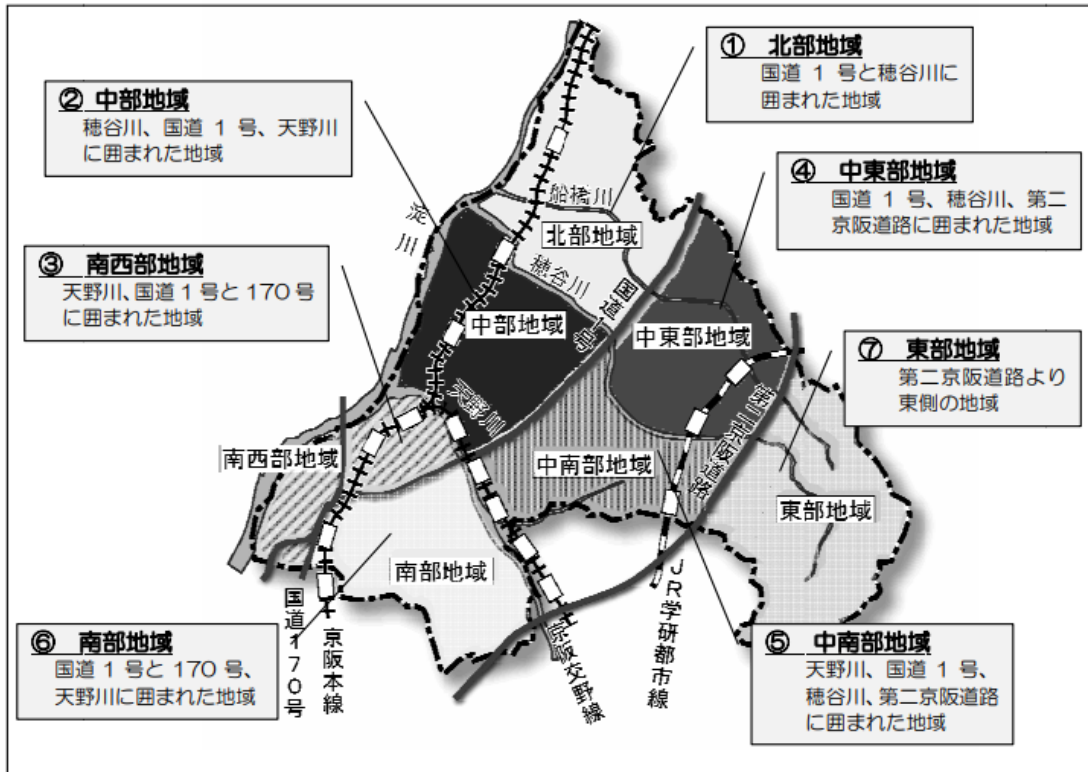 ① 北部地域
国道 1 号と穂谷川に
囲まれた地域
② 中部地域
穂谷川、国道 1 号、天野川
に囲まれた地域
④ 中東部地域
国道 1 号、穂谷川、第二
京阪道路に囲まれた地域
③ 南西部地域
天野川、国道 1 号と 170 号
に囲まれた地域
⑦ 東部地域
第二京阪道路より
東側の地域
⑥ 南部地域
国道 1 号と 170 号、
天野川に囲まれた地域
⑤ 中南部地域
天野川、国道 1 号、
穂谷川、第二京阪道路
に囲まれた地域
淀川
船橋川
北部地域
穂谷川
国道1号
中部地域
中東部地域
天野川
第二京阪道路
南西部地域
中南部地域
東部地域
南部地域
国道170号
京阪本線
京阪交野線
JR学研都市線